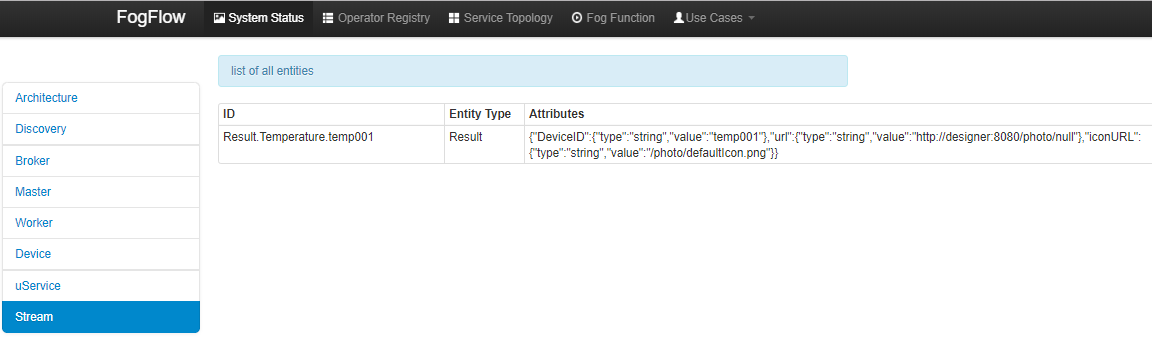 FogFlow System Status Operator Registry Service Topology Fog Function Use Cases
list of all entities
Architecture
Discovery
Broker
Master
Worker
Device
uService
Stream
ID Entity Type Attributes
Result.Temperature.temp001 Result {"DeviceID":{"type":"string","value":"temp001"},"url":{"type":"string","value":"http://designer:8080/photo/null"},"iconURL":
{"type":"string","value":"/photo/defaultIcon.png"}}